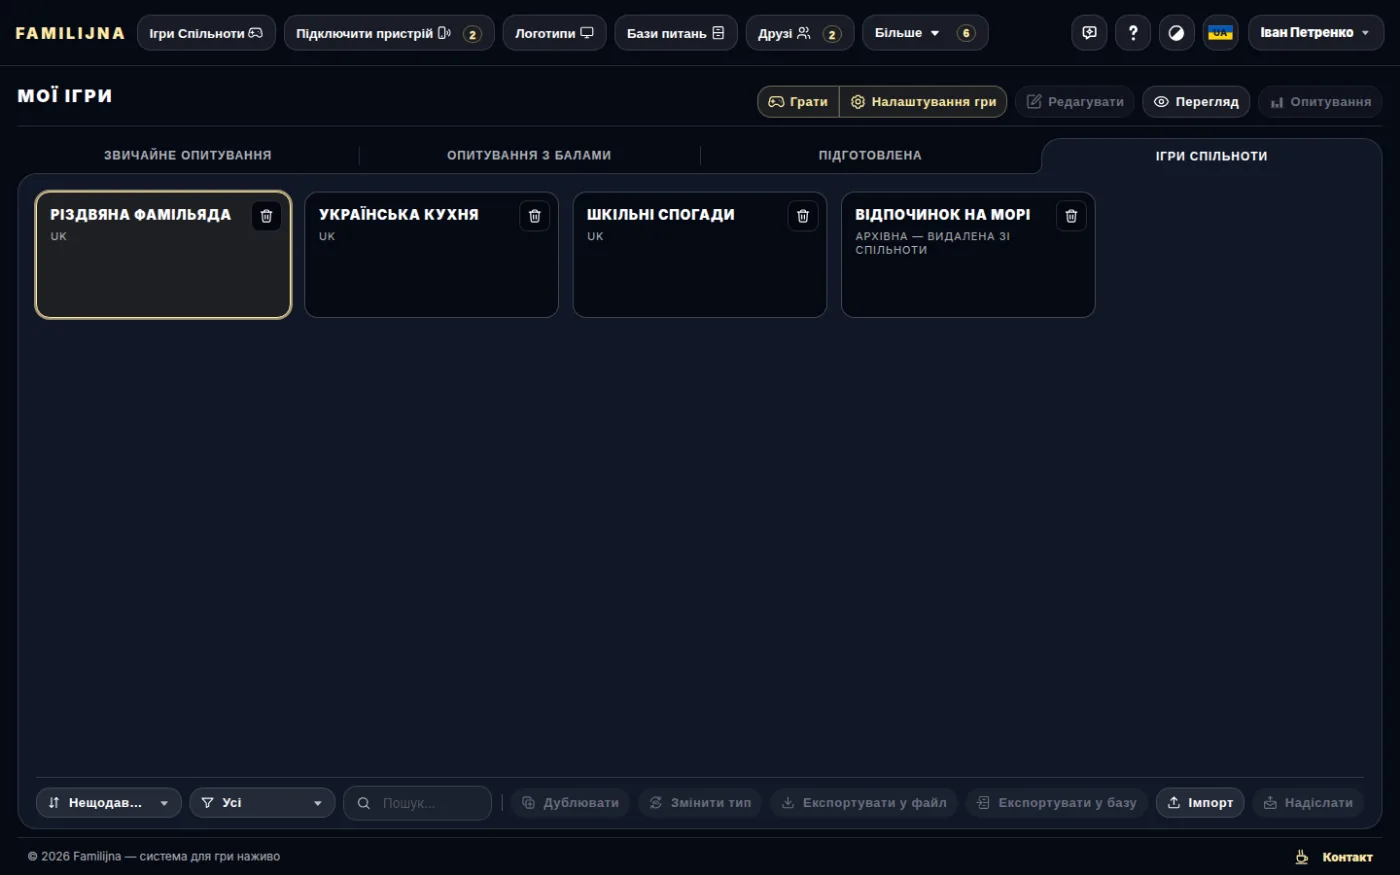 FAMILIJNA
Ігри Спільноти
Підключити пристрій 2
Логотипи
Бази питань
Друзі 2
Більше 6
?
UA
Іван Петренко
МОЇ ІГРИ
Грати
Налаштування гри
Редагувати
Перегляд
Опитування
ЗВИЧАЙНЕ ОПИТУВАННЯ
ОПИТУВАННЯ З БАЛАМИ
ПІДГОТОВЛЕНА
ІГРИ СПІЛЬНОТИ
РІЗДВЯНА ФАМІЛЬЯДА
UK
УКРАЇНСЬКА КУХНЯ
UK
ШКІЛЬНІ СПОГАДИ
UK
ВІДПОЧИНОК НА МОРІ
АРХІВНА — ВИДАЛЕНА ЗІ
СПІЛЬНОТИ
Нещодав...
Усі
Пошук...
Дублювати
Змінити тип
Експортувати у файл
Експортувати у базу
Імпорт
Надіслати
© 2026 Familijna — система для гри наживо
Контакт